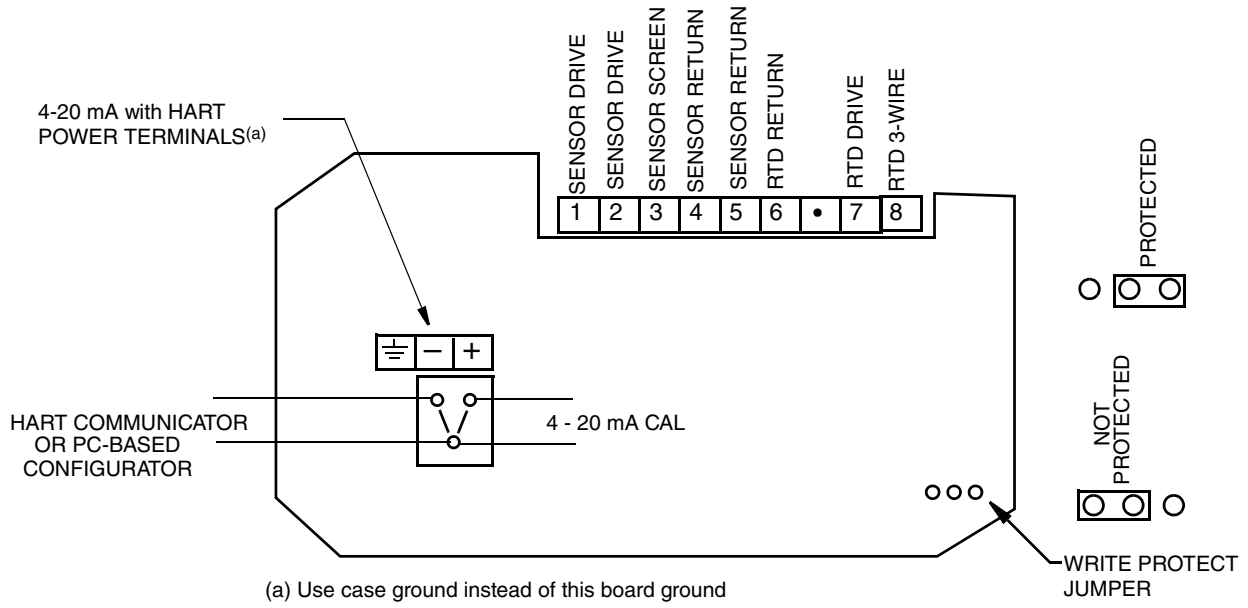 4-20 mA with HART
POWER TERMINALS(a)
SENSOR DRIVE
SENSOR DRIVE
SENSOR SCREEN
SENSOR RETURN
SENSOR RETURN
RTD RETURN
RTD DRIVE
RTD 3-WIRE
1 2 3 4 5 6 • 7 8
PROTECTED
− +
HART COMMUNICATOR
OR PC-BASED
CONFIGURATOR
4 - 20 mA CAL
NOT
PROTECTED
WRITE PROTECT
JUMPER
(a) Use case ground instead of this board ground